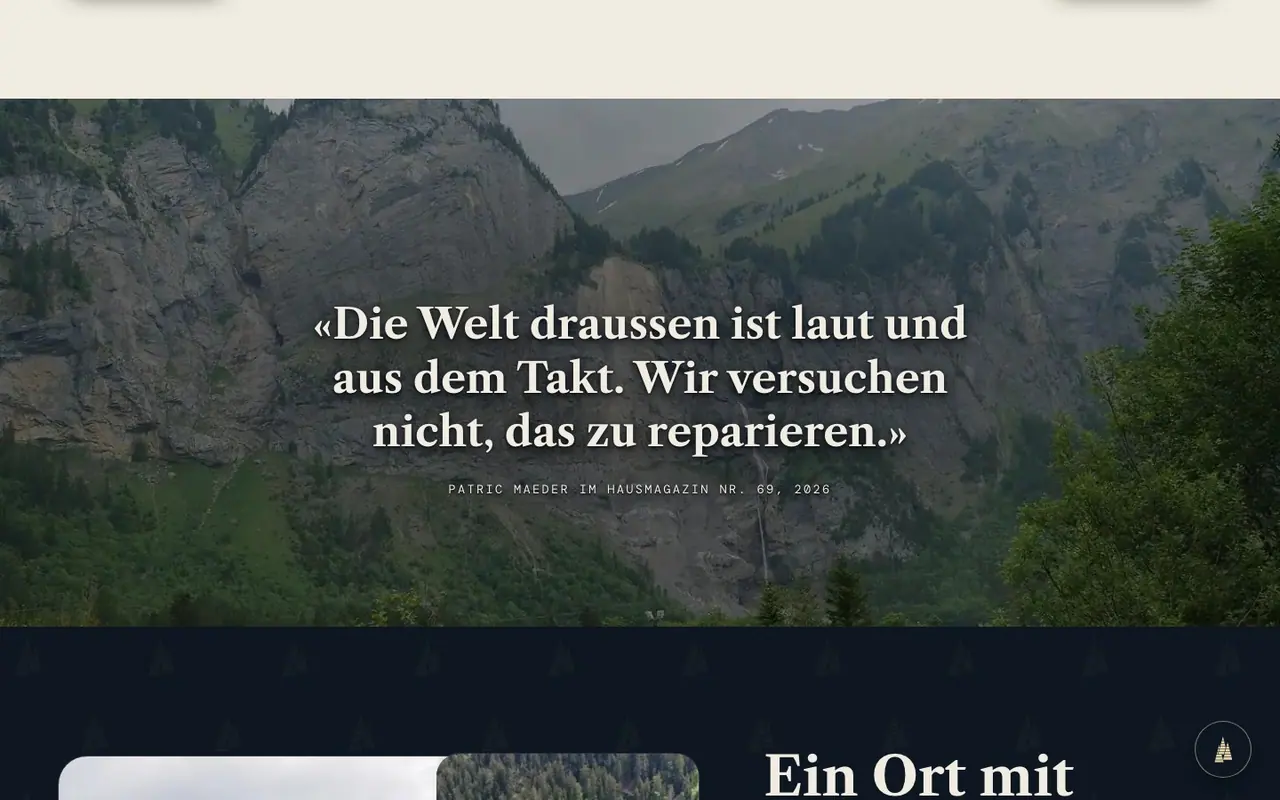 «Die Welt draussen ist laut und
aus dem Takt. Wir versuchen
nicht, das zu reparieren.»
PATRIC MAEDER IM HAUSMAGAZIN NR. 69, 2026
Ein Ort mit